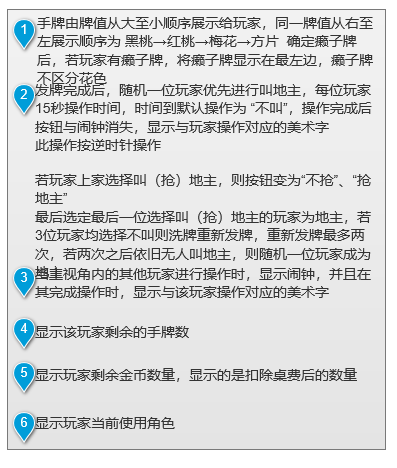 1 手牌由牌值从大至小顺序展示给玩家，同一牌值从右至
左展示顺序为 黑桃→红桃→梅花→方片  确定癞子牌
后，若玩家有癞子牌，将癞子牌显示在最左边，癞子牌
不区分花色
2 发牌完成后，随机一位玩家优先进行叫地主，每位玩家
15秒操作时间，时间到默认操作为 “不叫”，操作完成后
按钮与闹钟消失，显示与玩家操作对应的美术字
此操作按逆时针操作
若玩家上家选择叫（抢）地主，则按钮变为“不抢”、“抢
地主”
最后选定最后一位选择叫（抢）地主的玩家为地主，若
3位玩家均选择不叫则洗牌重新发牌，重新发牌最多两
次，若两次之后依旧无人叫地主，则随机一位玩家成为
地主
3 视角内的其他玩家进行操作时，显示闹钟，并且在
其完成操作时，显示与该玩家操作对应的美术字
4 显示该玩家剩余的手牌数
5 显示玩家剩余金币数量，显示的是扣除桌费后的数量
6 显示玩家当前使用角色